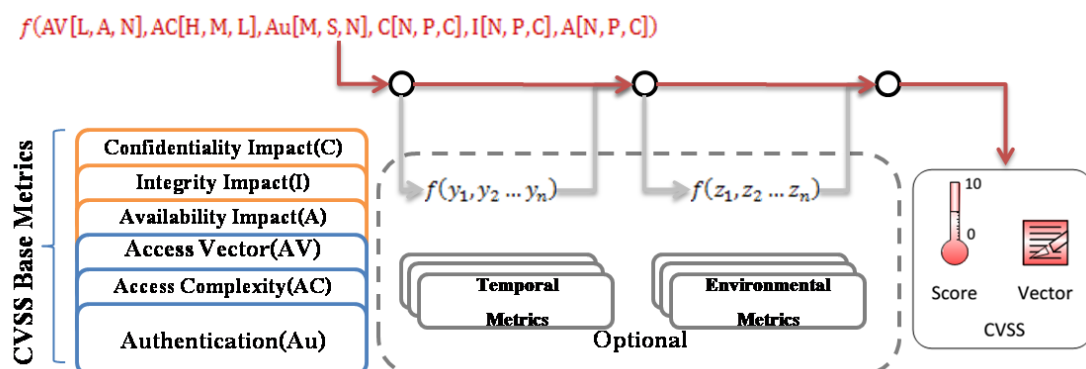 f(AV[L, A, N], AC[H, M, L], Au[M, S, N], C[N, P, C], I[N, P, C], A[N, P, C])
CVSS Base Metrics
Confidentiality Impact(C)
Integrity Impact(I)
Availability Impact(A)
Access Vector(AV)
Access Complexity(AC)
Authentication(Au)
f(y₁, y₂ … yₙ)
f(z₁, z₂ … zₙ)
Temporal
Metrics
Environmental
Metrics
Optional
10
0
Score
Vector
CVSS